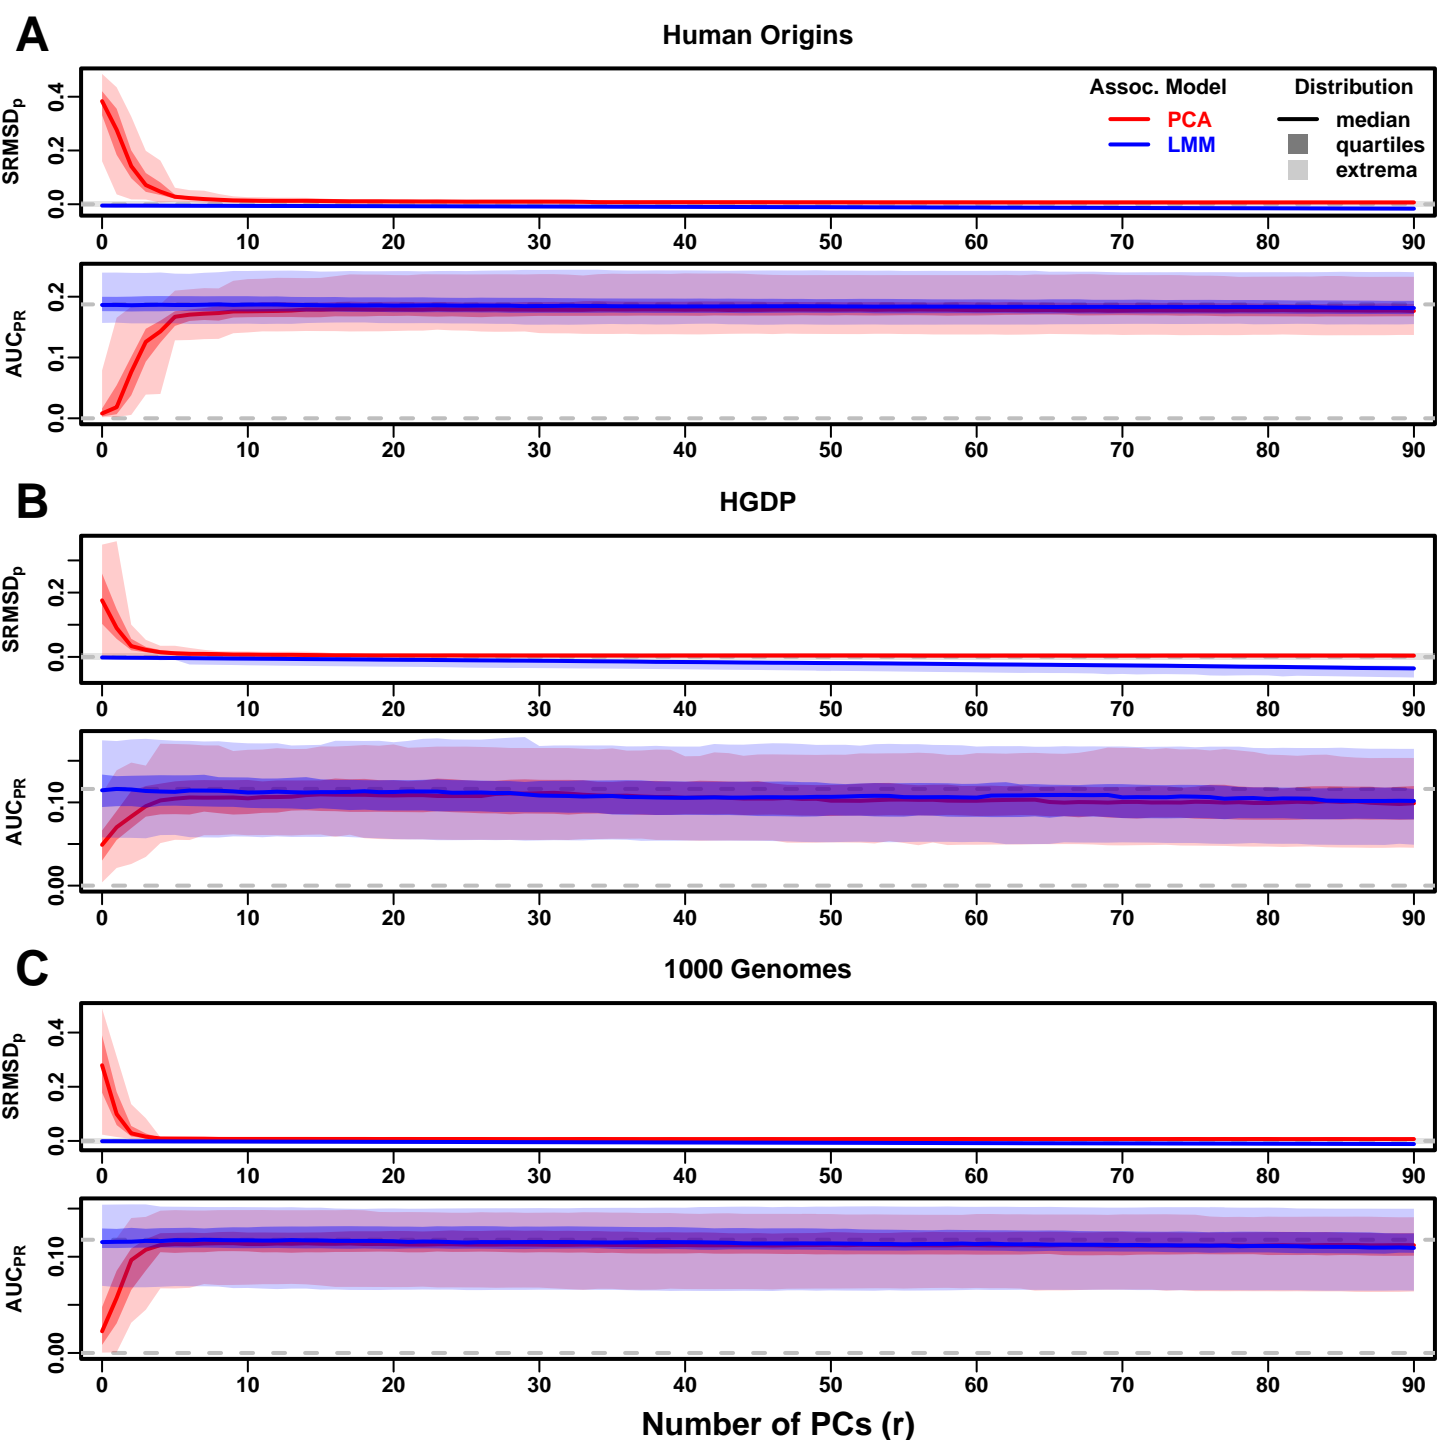 A
Human Origins
SRMSDp
0.0 0.2 0.4
Assoc. Model
PCA
LMM
Distribution
median
quartiles
extrema
0 10 20 30 40 50 60 70 80 90
AUCPR
0.0 0.1 0.2
0 10 20 30 40 50 60 70 80 90
B
HGDP
SRMSDp
0.0 0.2
0 10 20 30 40 50 60 70 80 90
AUCPR
0.00 0.10
0 10 20 30 40 50 60 70 80 90
C
1000 Genomes
SRMSDp
0.0 0.2 0.4
0 10 20 30 40 50 60 70 80 90
AUCPR
0.00 0.10
0 10 20 30 40 50 60 70 80 90
Number of PCs (r)